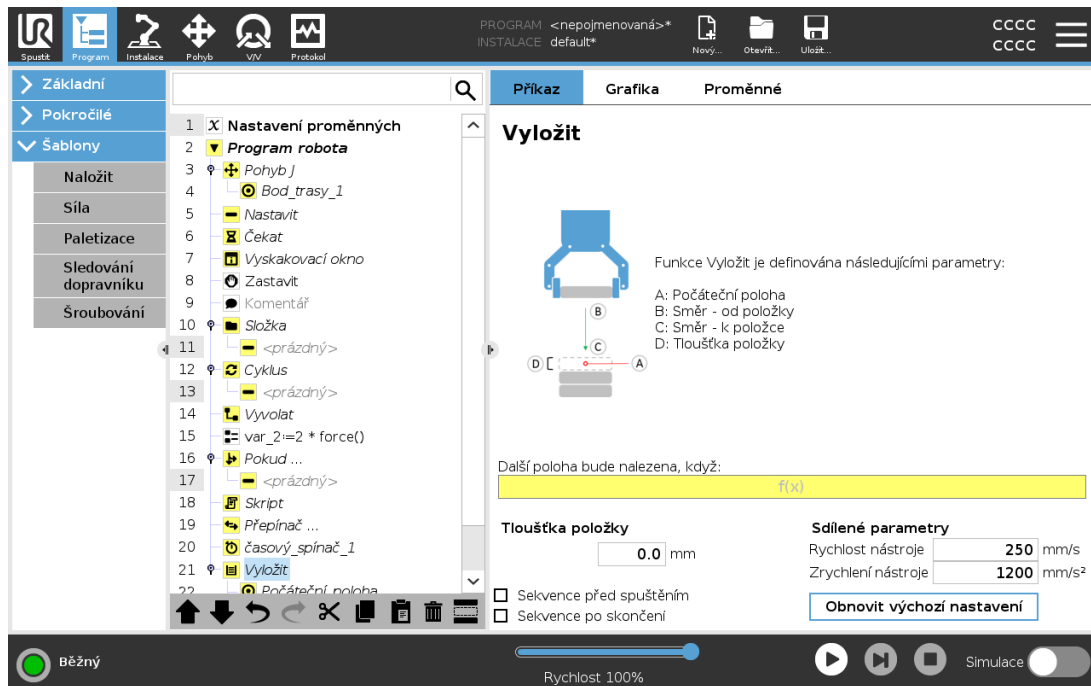 PROGRAM <nepojmenovaná>*
INSTALACE default*
Spustit
Program
Instalace
Pohyb
V/V
Protokol
Nový...
Otevřít...
Uložit...
CCCC
CCCC
Základní
Pokročilé
Šablony
Naložit
Síla
Paletizace
Sledování
dopravníku
Šroubování
1 X Nastavení proměnných
2 Program robota
3 Pohyb J
4 Bod_trasy_1
5 Nastavit
6 Čekat
7 Vyskakovací okno
8 Zastavit
9 Komentář
10 Složka
11 <prázdný>
12 Cyklus
13 <prázdný>
14 Vyvolat
15 var_2:=2 * force()
16 Pokud ...
17 <prázdný>
18 Skript
19 Přepínač ...
20 časový_spínač_1
21 Vyložit
22 Počáteční_poloha
Příkaz
Grafika
Proměnné
Vyložit
Funkce Vyložit je definována následujícími parametry:
A: Počáteční poloha
B: Směr - od položky
C: Směr - k položce
D: Tloušťka položky
B
C
D
A
Další poloha bude nalezena, když:
f(x)
Tloušťka položky
0.0 mm
Sekvence před spuštěním
Sekvence po skončení
Sdílené parametry
Rychlost nástroje 250 mm/s
Zrychlení nástroje 1200 mm/s²
Obnovit výchozí nastavení
Běžný
Rychlost 100%
Simulace